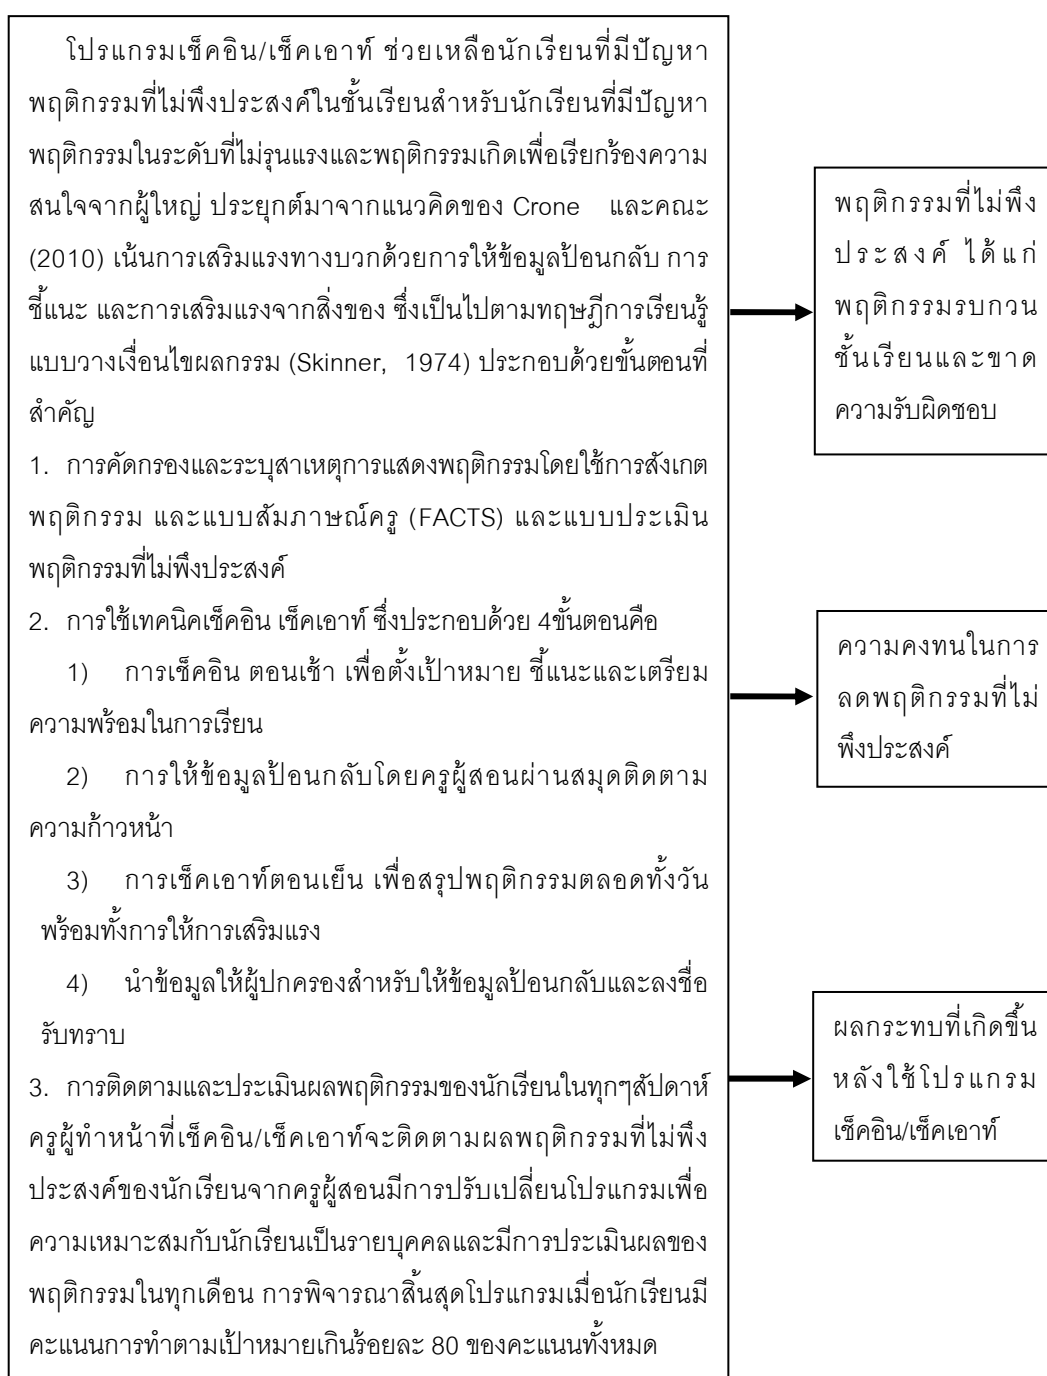 โปรแกรมเช็คอิน/เช็คเอาท์ ช่วยเหลือนักเรียนที่มีปัญหา
พฤติกรรมที่ไม่พึงประสงค์ในชั้นเรียนสำหรับนักเรียนที่มีปัญหา
พฤติกรรมในระดับที่ไม่รุนแรงและพฤติกรรมเกิดเพื่อเรียกร้องความ
สนใจจากผู้ใหญ่ ประยุกต์มาจากแนวคิดของ Crone และคณะ
(2010) เน้นการเสริมแรงทางบวกด้วยการให้ข้อมูลป้อนกลับ การ
ชี้แนะ และการเสริมแรงจากสิ่งของ ซึ่งเป็นไปตามทฤษฎีการเรียนรู้
แบบวางเงื่อนไขผลกรรม (Skinner, 1974) ประกอบด้วยขั้นตอนที่
สำคัญ
1. การคัดกรองและระบุสาเหตุการแสดงพฤติกรรมโดยใช้การสังเกต
พฤติกรรม และแบบสัมภาษณ์ครู (FACTS) และแบบประเมิน
พฤติกรรมที่ไม่พึงประสงค์
2. การใช้เทคนิคเช็คอิน เช็คเอาท์ ซึ่งประกอบด้วย 4ขั้นตอนคือ
1) การเช็คอิน ตอนเช้า เพื่อตั้งเป้าหมาย ชี้แนะและเตรียม
ความพร้อมในการเรียน
2) การให้ข้อมูลป้อนกลับโดยครูผู้สอนผ่านสมุดติดตาม
ความก้าวหน้า
3) การเช็คเอาท์ตอนเย็น เพื่อสรุปพฤติกรรมตลอดทั้งวัน
พร้อมทั้งการให้การเสริมแรง
4) นำข้อมูลให้ผู้ปกครองสำหรับให้ข้อมูลป้อนกลับและลงชื่อ
รับทราบ
3. การติดตามและประเมินผลพฤติกรรมของนักเรียนในทุกๆสัปดาห์
ครูผู้ทำหน้าที่เช็คอิน/เช็คเอาท์จะติดตามผลพฤติกรรมที่ไม่พึง
ประสงค์ของนักเรียนจากครูผู้สอนมีการปรับเปลี่ยนโปรแกรมเพื่อ
ความเหมาะสมกับนักเรียนเป็นรายบุคคลและมีการประเมินผลของ
พฤติกรรมในทุกเดือน การพิจารณาสิ้นสุดโปรแกรมเมื่อนักเรียนมี
คะแนนการทำตามเป้าหมายเกินร้อยละ 80 ของคะแนนทั้งหมด
พฤติกรรมที่ไม่พึง
ประสงค์ ได้แก่
พฤติกรรมรบกวน
ชั้นเรียนและขาด
ความรับผิดชอบ
ความคงทนในการ
ลดพฤติกรรมที่ไม่
พึงประสงค์
ผลกระทบที่เกิดขึ้น
หลังใช้โปรแกรม
เช็คอิน/เช็คเอาท์